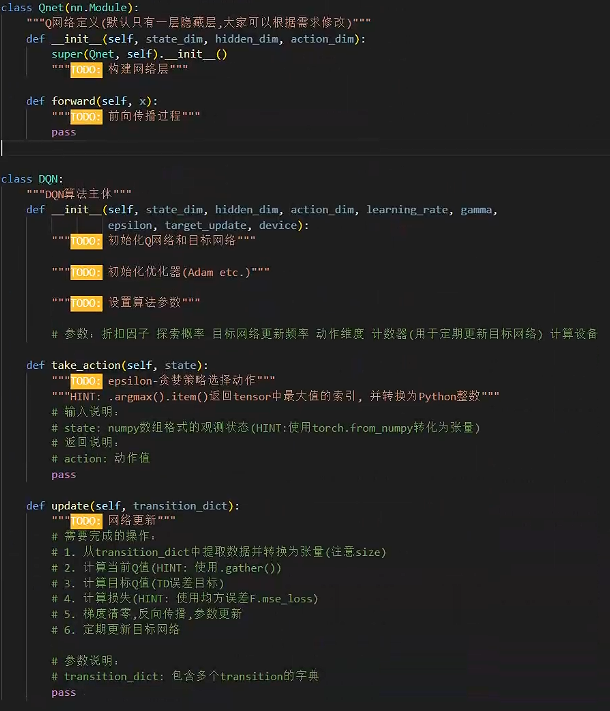 class Qnet(nn.Module):
"""Q网络定义(默认只有一层隐藏层,大家可以根据需求修改)"""
def __init__(self, state_dim, hidden_dim, action_dim):
super(Qnet, self).__init__()
"""TODO: 构建网络层"""
def forward(self, x):
"""TODO: 前向传播过程"""
pass
class DQN:
"""DQN算法主体"""
def __init__(self, state_dim, hidden_dim, action_dim, learning_rate, gamma,
epsilon, target_update, device):
"""TODO: 初始化Q网络和目标网络"""
"""TODO: 初始化优化器(Adam etc.)"""
"""TODO: 设置算法参数"""
# 参数: 折扣因子 探索概率 目标网络更新频率 动作维度 计数器(用于定期更新目标网络) 计算设备
def take_action(self, state):
"""TODO: epsilon-贪婪策略选择动作"""
"""HINT: .argmax().item()返回tensor中最大值的索引, 并转换为Python整数"""
# 输入说明:
# state: numpy数组格式的观测状态(HINT:使用torch.from_numpy转化为张量)
# 返回说明:
# action: 动作值
pass
def update(self, transition_dict):
"""TODO: 网络更新"""
# 需要完成的操作:
# 1. 从transition_dict中提取数据并转换为张量(注意size)
# 2. 计算当前Q值(HINT: 使用.gather())
# 3. 计算目标Q值(TD误差目标)
# 4. 计算损失(HINT: 使用均方误差F.mse_loss)
# 5. 梯度清零,反向传播,参数更新
# 6. 定期更新目标网络
# 参数说明:
# transition_dict: 包含多个transition的字典
pass